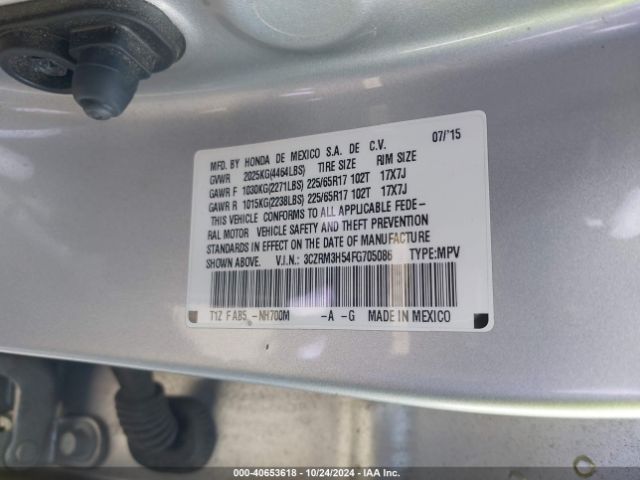 07/'15
MFD. BY HONDA DE MEXICO S.A. DE C.V.
GVWR 2025KG(4464LBS) TIRE SIZE RIM SIZE
GAWR F 1030KG(2271LBS) 225/65R17 102T 17X7J
GAWR R 1015KG(2238LBS) 225/65R17 102T 17X7J
THIS VEHICLE CONFORMS TO ALL APPLICABLE FEDE-
RAL MOTOR VEHICLE SAFETY AND THEFT PREVENTION
STANDARDS IN EFFECT ON THE DATE OF MANUFACTURE
SHOWN ABOVE. V.I.N.: 3CZRM3H54FG705086 TYPE:MPV
T1Z F AB5 -NH700M -A -G MADE IN MEXICO
000-40653618 - 10/24/2024 - IAA Inc.